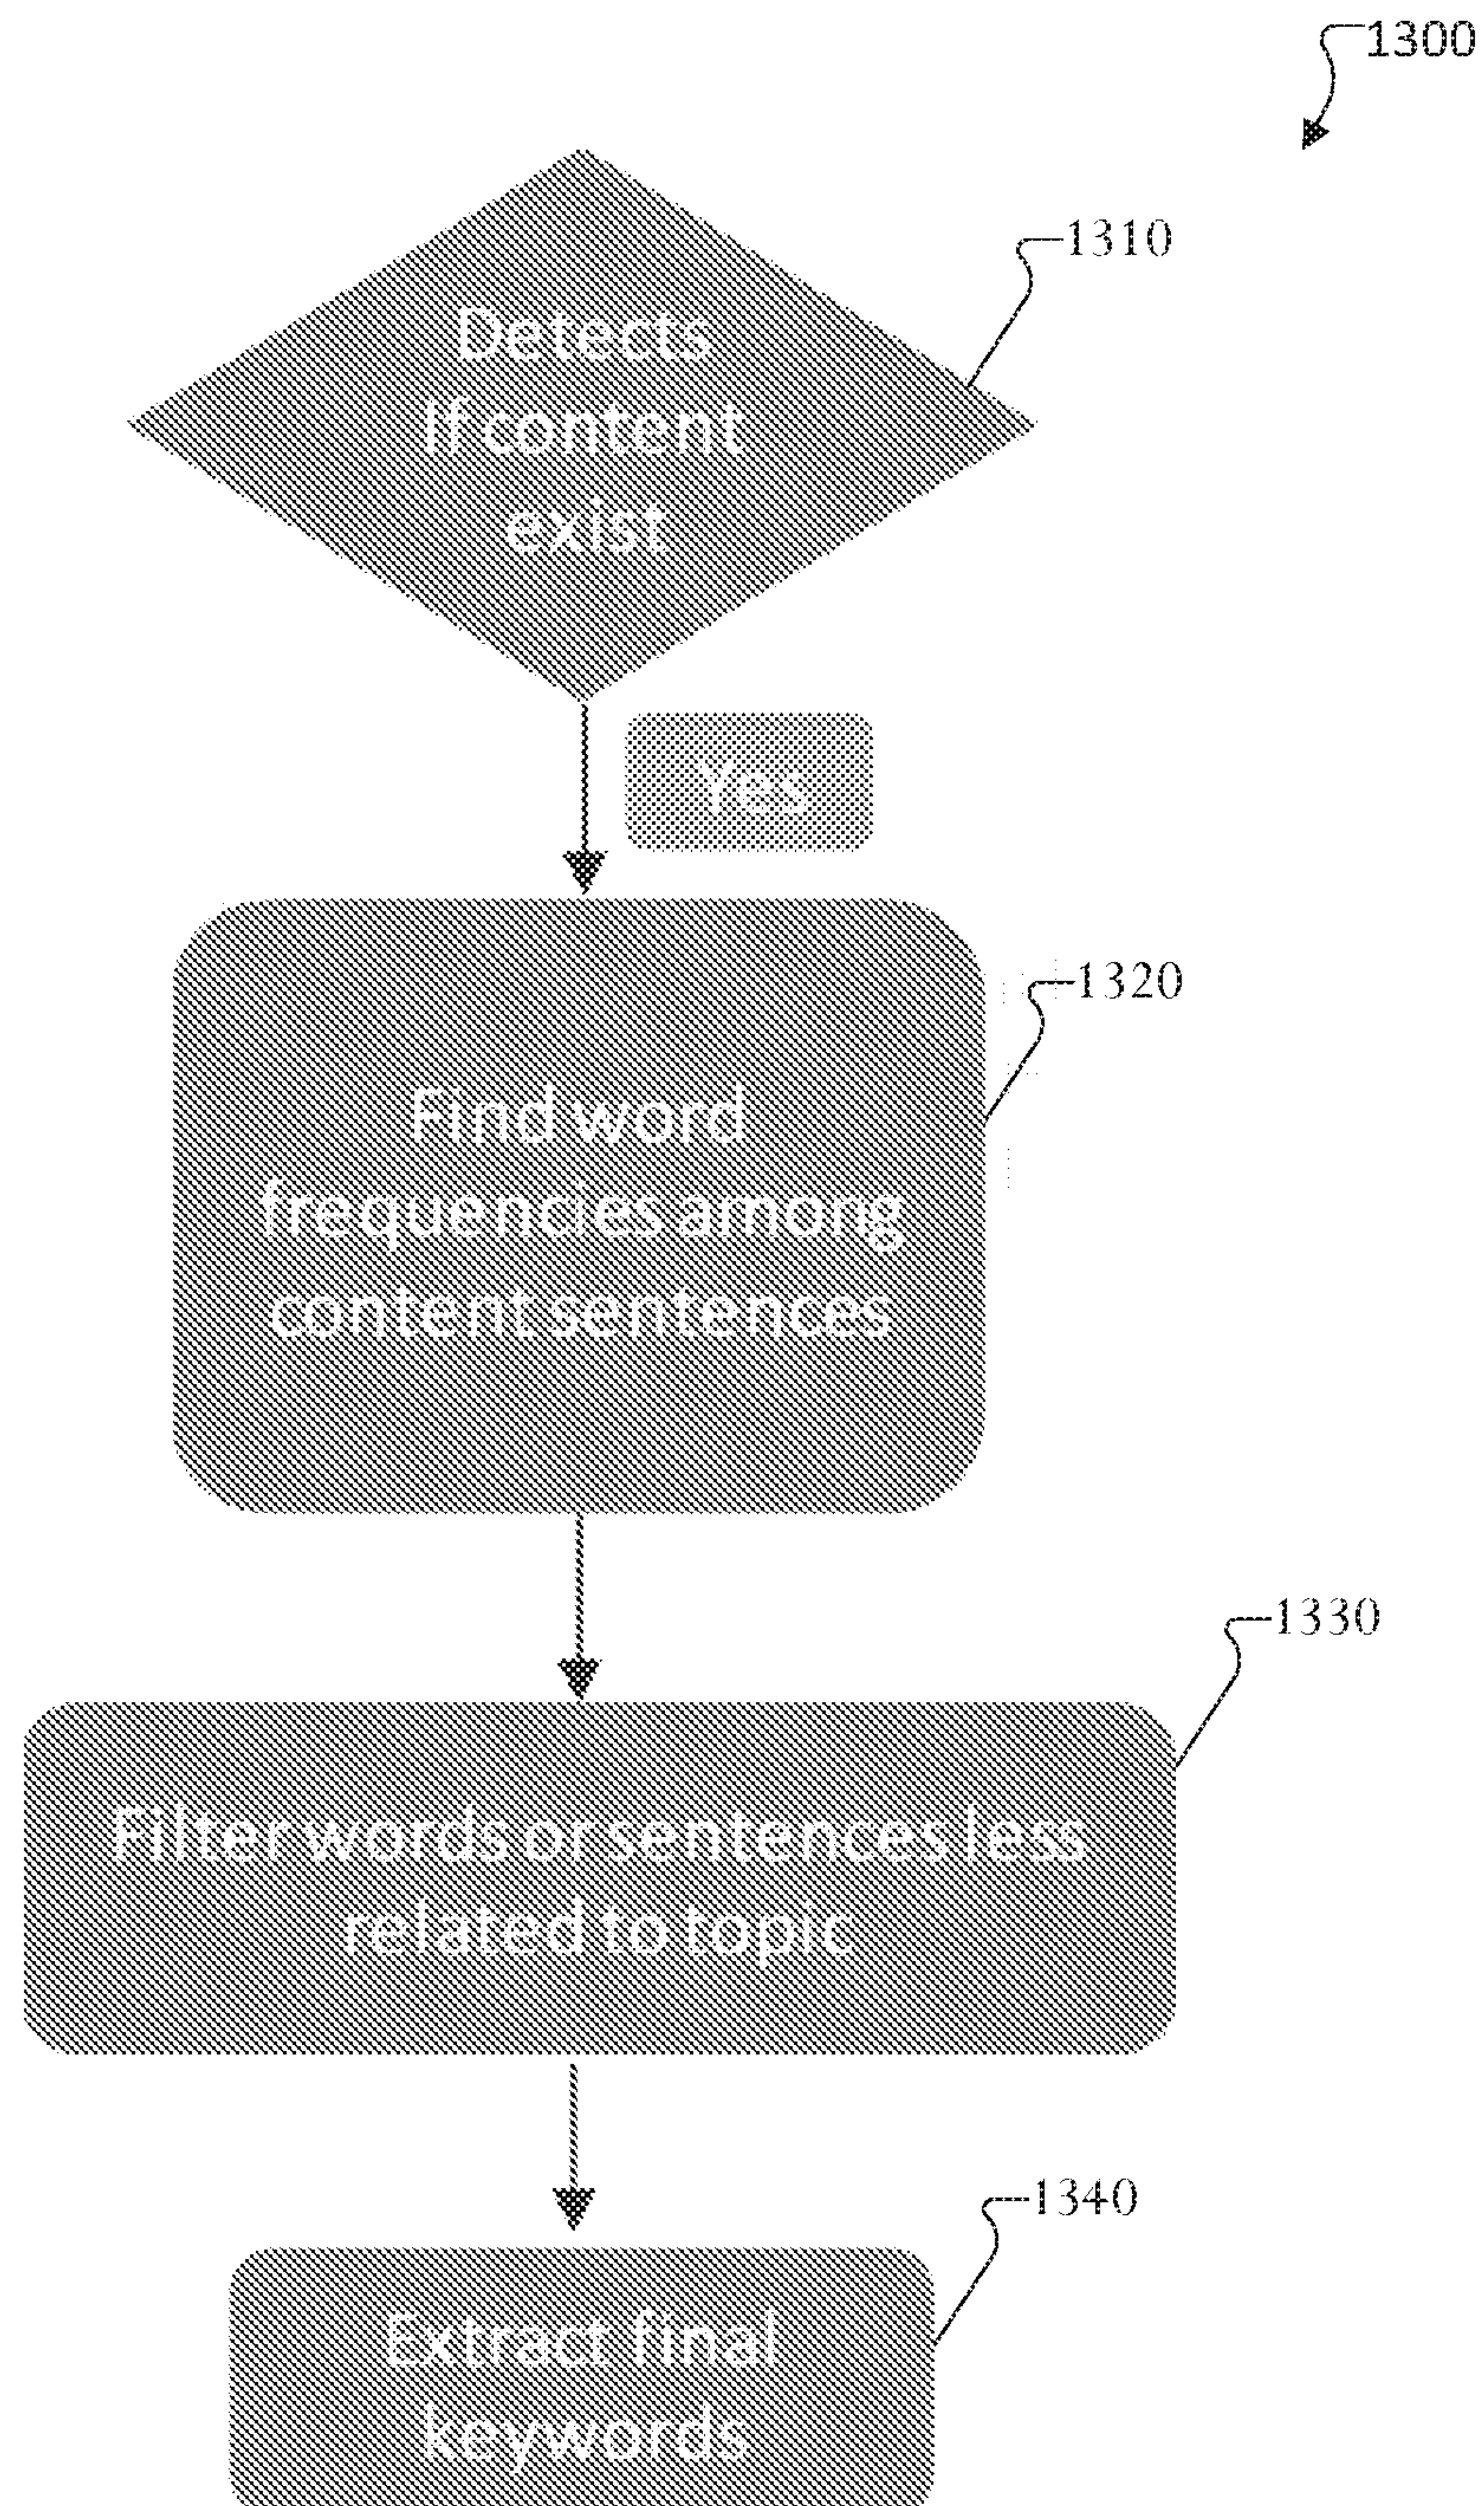 1300
1310
Detects
If content
exist
Yes
1320
Find word
frequencies among
content sentences
1330
Filter words or sentences less
related to topic
1340
Extract final
keywords